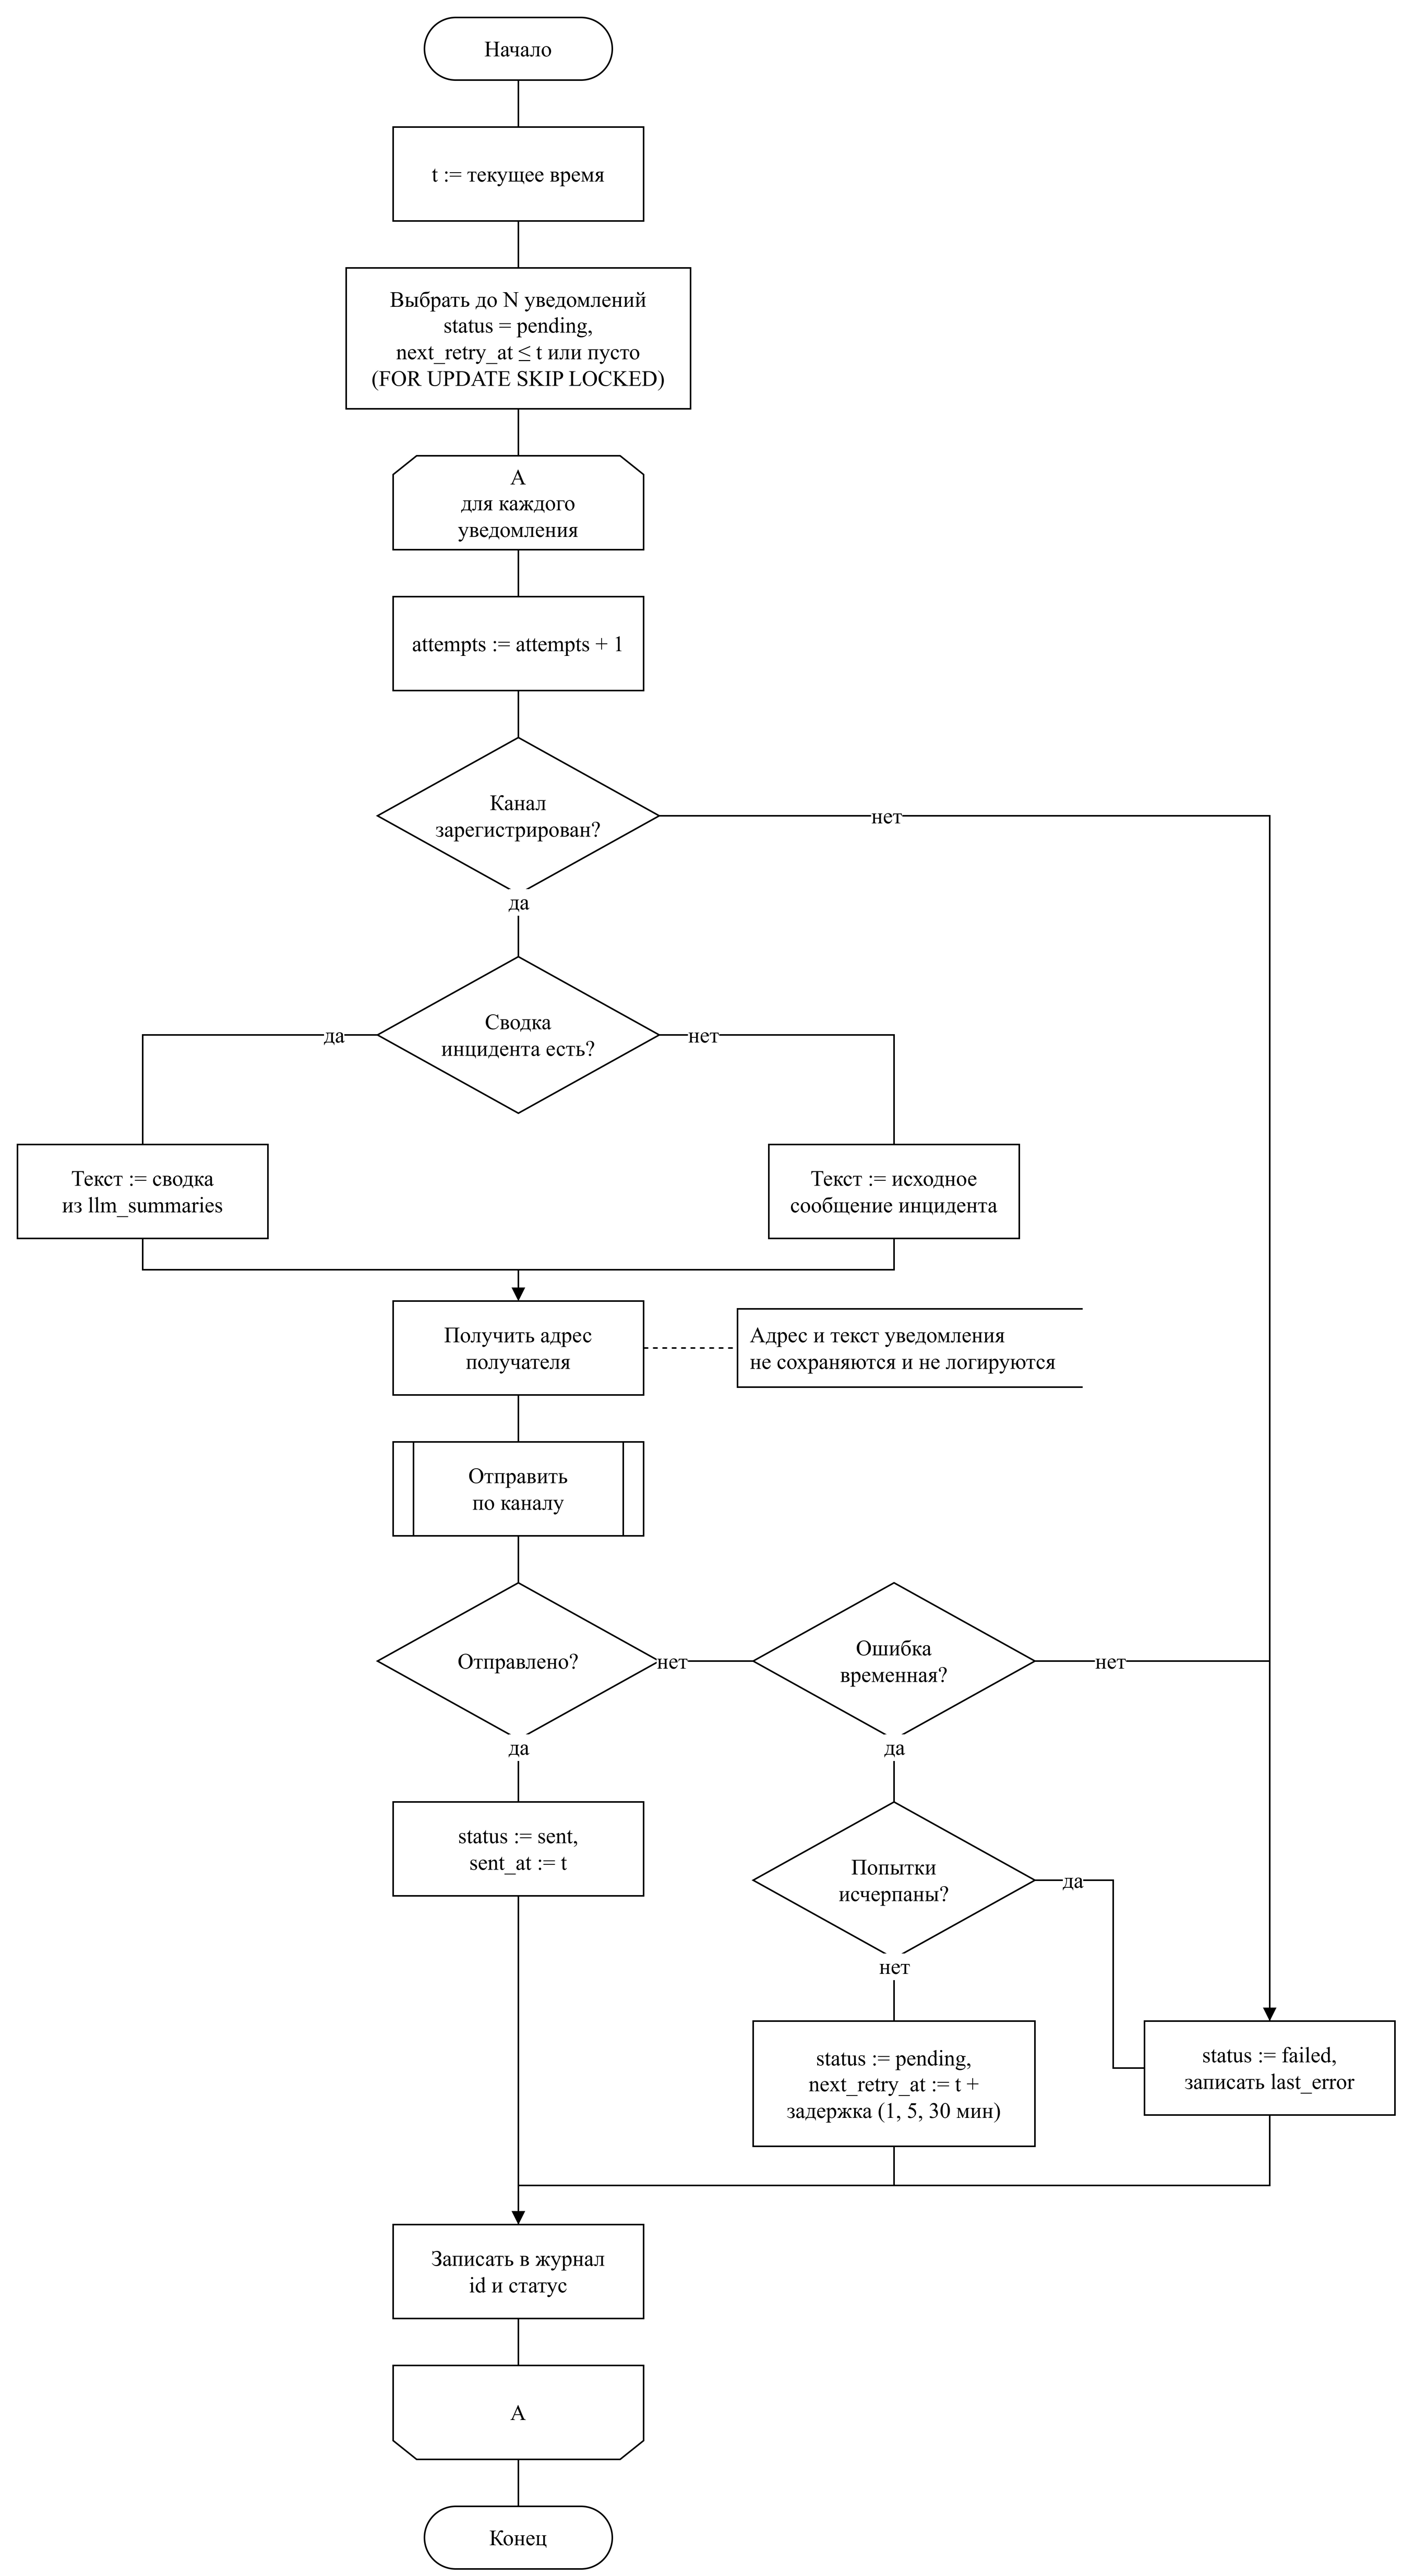 Начало
t := текущее время
Выбрать до N уведомлений
status = pending,
next_retry_at ≤ t или пусто
(FOR UPDATE SKIP LOCKED)
А
для каждого
уведомления
attempts := attempts + 1
Канал
зарегистрирован?
нет
да
Сводка
инцидента есть?
да
нет
Текст := сводка
из llm_summaries
Текст := исходное
сообщение инцидента
Получить адрес
получателя
Адрес и текст уведомления
не сохраняются и не логируются
Отправить
по каналу
Отправлено?
нет
Ошибка
временная?
нет
да
да
status := sent,
sent_at := t
Попытки
исчерпаны?
да
нет
status := pending,
next_retry_at := t +
задержка (1, 5, 30 мин)
status := failed,
записать last_error
Записать в журнал
id и статус
А
Конец